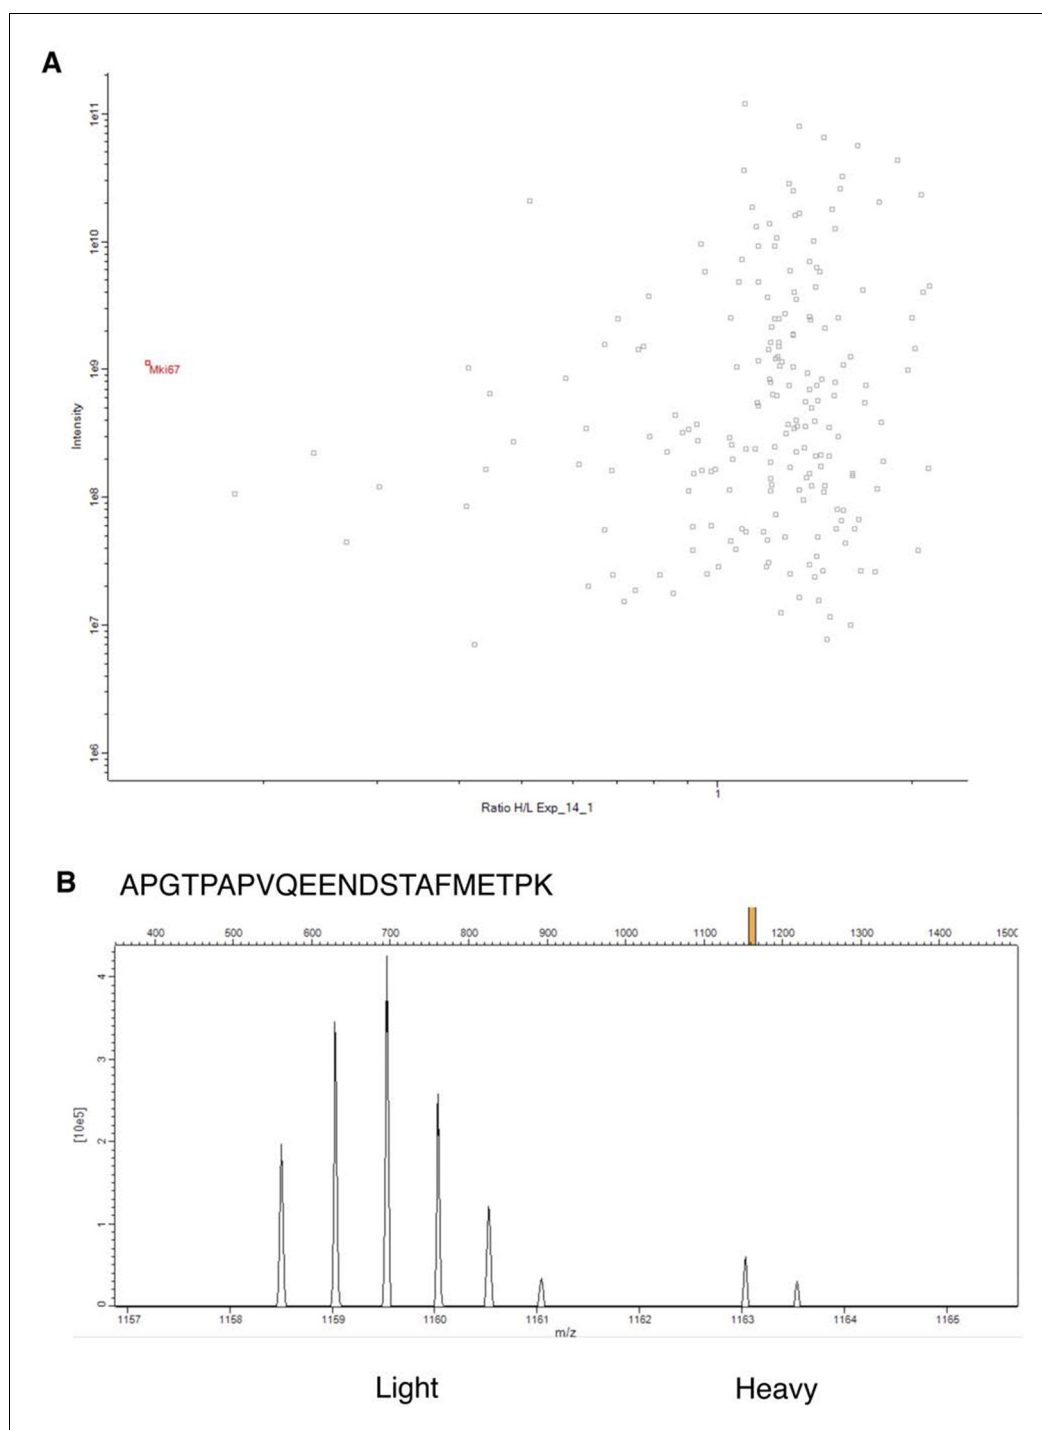 A
1e11
1e10
1e9
1e8
1e7
1e6
Intensity
Mki67
1
Ratio H/L Exp_14_1
B APGTPAPVQEENDSTAFMETPK
400 500 600 700 800 900 1000 1100 1200 1300 1400 1500
4
3
2
1
0
[10e5]
1157 1158 1159 1160 1161 1162 1163 1164 1165
m/z
Light Heavy